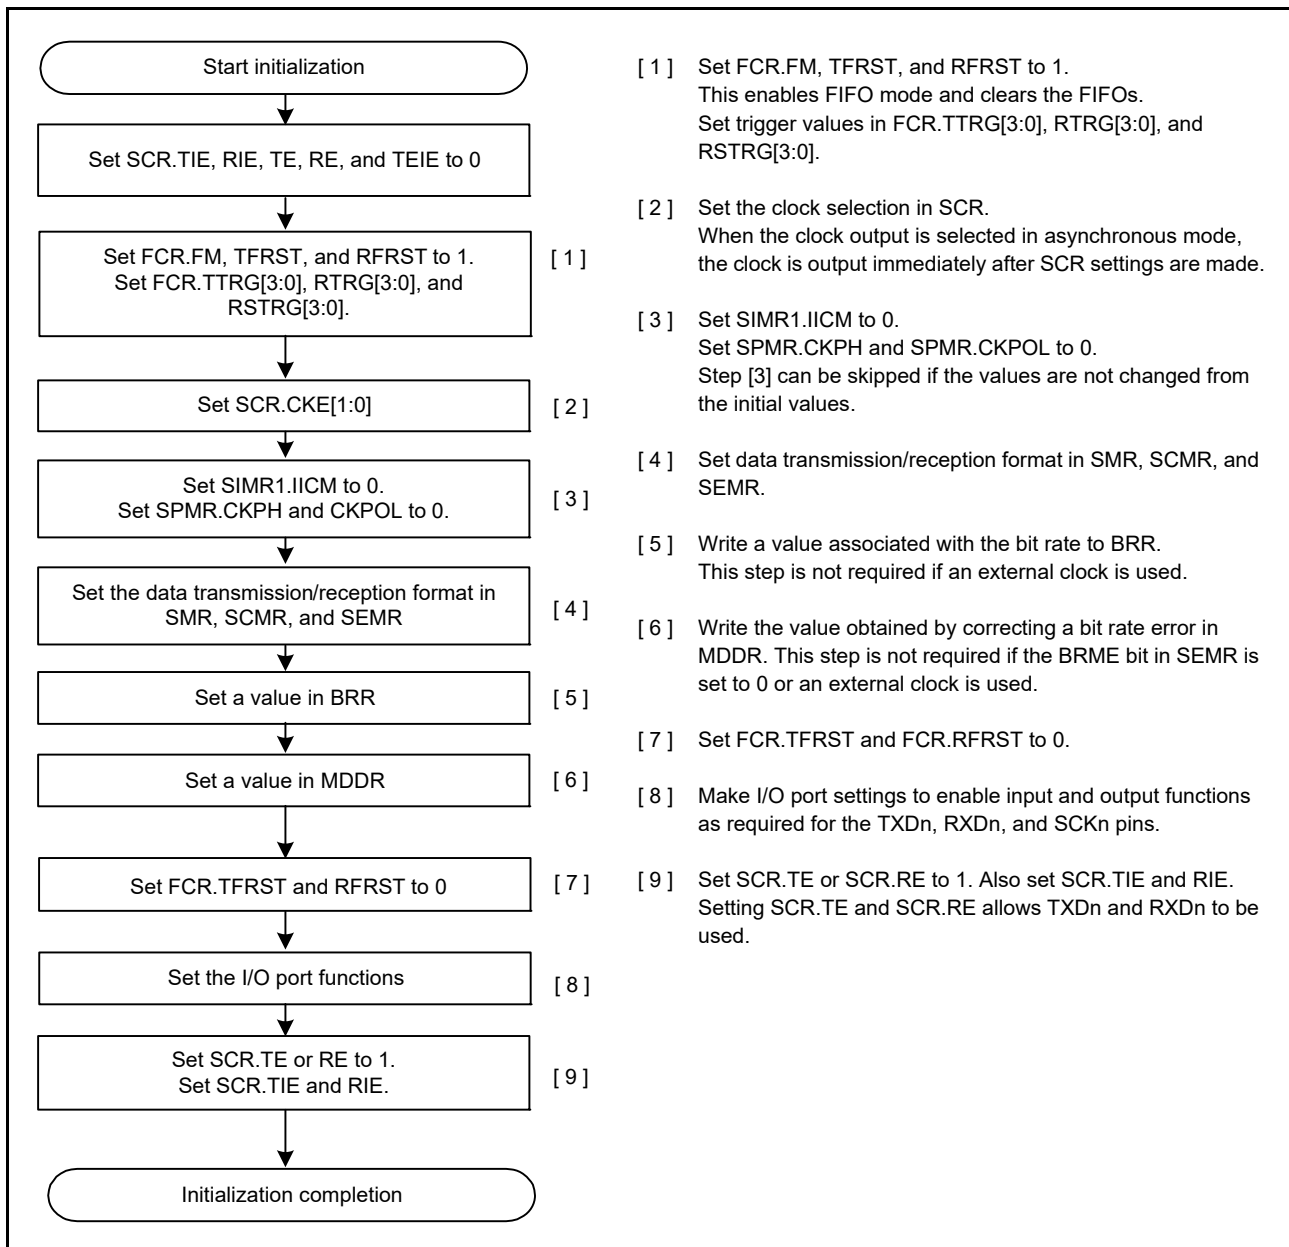 Start initialization
Set SCR.TIE, RIE, TE, RE, and TEIE to 0
Set FCR.FM, TFRST, and RFRST to 1.
Set FCR.TTRG[3:0], RTRG[3:0], and
RSTRG[3:0].
[ 1 ]
Set SCR.CKE[1:0]
[ 2 ]
Set SIMR1.IICM to 0.
Set SPMR.CKPH and CKPOL to 0.
[ 3 ]
Set the data transmission/reception format in
SMR, SCMR, and SEMR
[ 4 ]
Set a value in BRR
[ 5 ]
Set a value in MDDR
[ 6 ]
Set FCR.TFRST and RFRST to 0
[ 7 ]
Set the I/O port functions
[ 8 ]
Set SCR.TE or RE to 1.
Set SCR.TIE and RIE.
[ 9 ]
Initialization completion
[ 1 ] Set FCR.FM, TFRST, and RFRST to 1.
This enables FIFO mode and clears the FIFOs.
Set trigger values in FCR.TTRG[3:0], RTRG[3:0], and
RSTRG[3:0].
[ 2 ] Set the clock selection in SCR.
When the clock output is selected in asynchronous mode,
the clock is output immediately after SCR settings are made.
[ 3 ] Set SIMR1.IICM to 0.
Set SPMR.CKPH and SPMR.CKPOL to 0.
Step [3] can be skipped if the values are not changed from
the initial values.
[ 4 ] Set data transmission/reception format in SMR, SCMR, and
SEMR.
[ 5 ] Write a value associated with the bit rate to BRR.
This step is not required if an external clock is used.
[ 6 ] Write the value obtained by correcting a bit rate error in
MDDR. This step is not required if the BRME bit in SEMR is
set to 0 or an external clock is used.
[ 7 ] Set FCR.TFRST and FCR.RFRST to 0.
[ 8 ] Make I/O port settings to enable input and output functions
as required for the TXDn, RXDn, and SCKn pins.
[ 9 ] Set SCR.TE or SCR.RE to 1. Also set SCR.TIE and RIE.
Setting SCR.TE and SCR.RE allows TXDn and RXDn to be
used.